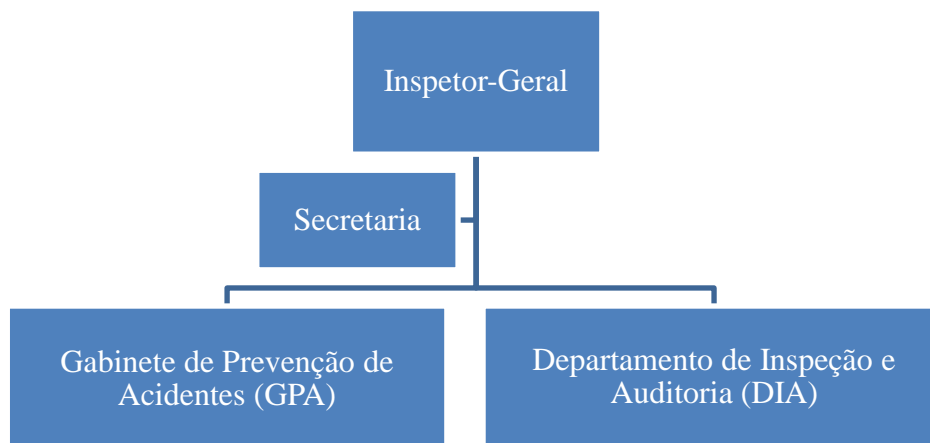 Inspetor-Geral
Secretaria
Gabinete de Prevenção de
Acidentes (GPA)
Departamento de Inspeção e
Auditoria (DIA)